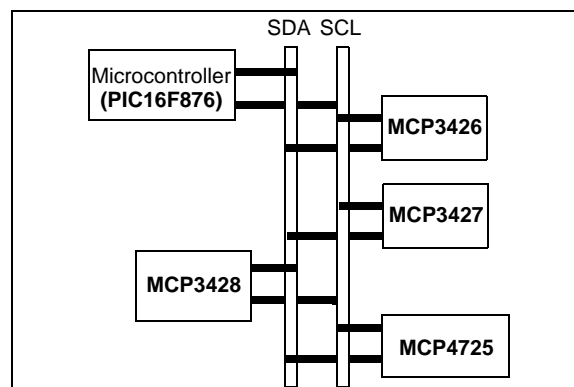 SDA SCL
Microcontroller
(PIC16F876)
MCP3426
MCP3427
MCP3428
MCP4725